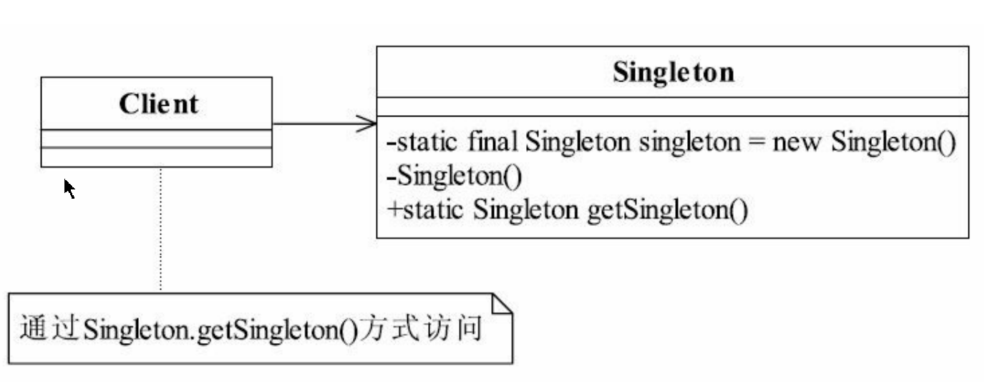 Client
Singleton
-static final Singleton singleton = new Singleton()
-Singleton()
+static Singleton getSingleton()
通过Singleton.getSingleton()方式访问